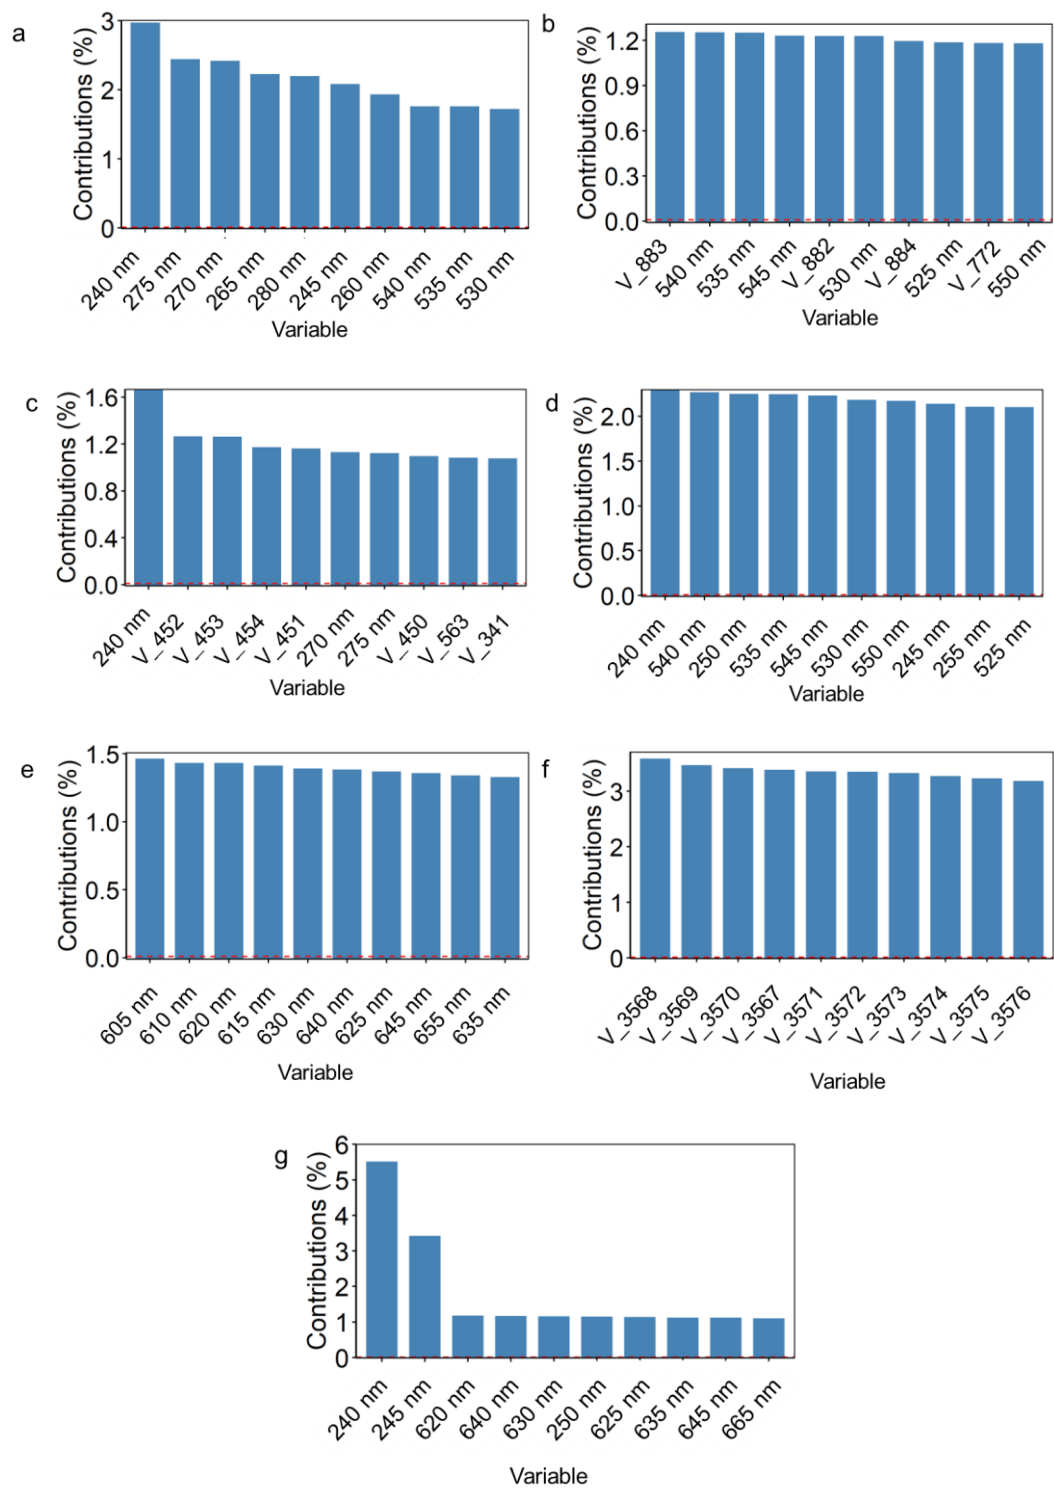 a
Contributions (%)
3
2
1
0
240 nm
275 nm
270 nm
265 nm
280 nm
245 nm
260 nm
540 nm
535 nm
530 nm
Variable
b
Contributions (%)
1.2
0.9
0.6
0.3
0.0
V_883
540 nm
535 nm
545 nm
V_882
530 nm
V_884
525 nm
V_772
550 nm
Variable
c
Contributions (%)
1.6
1.2
0.8
0.4
0.0
240 nm
V_452
V_453
V_454
V_451
270 nm
275 nm
V_450
V_563
V_341
Variable
d
Contributions (%)
2.0
1.5
1.0
0.5
0.0
240 nm
540 nm
250 nm
535 nm
545 nm
530 nm
550 nm
245 nm
255 nm
525 nm
Variable
e
Contributions (%)
1.5
1.0
0.5
0.0
605 nm
610 nm
620 nm
615 nm
630 nm
640 nm
625 nm
645 nm
655 nm
635 nm
Variable
f
Contributions (%)
3
2
1
0
V_3568
V_3569
V_3570
V_3567
V_3571
V_3572
V_3573
V_3574
V_3575
V_3576
Variable
g
Contributions (%)
6
5
4
3
2
1
0
240 nm
245 nm
620 nm
640 nm
630 nm
250 nm
625 nm
635 nm
645 nm
665 nm
Variable